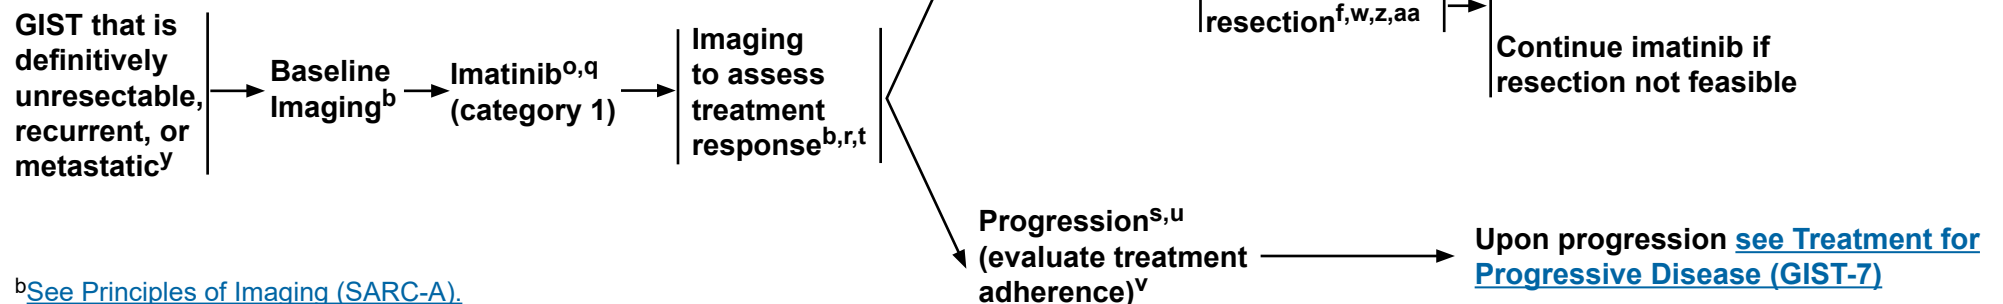 GIST that is
definitively
unresectable,
recurrent, or
metastaticʸ
Baseline
Imagingᵇ
Imatinibᵒ,q
(category 1)
Imaging
to assess
treatment
responseᵇ,ʳ,ᵗ
resectionᶠ,ʷ,ᶻ,ᵃᵃ
Continue imatinib if
resection not feasible
Progressionˢ,ᵘ
(evaluate treatment
adherence)ᵛ
Upon progression see Treatment for
Progressive Disease (GIST-7)
ᵇSee Principles of Imaging (SARC-A).